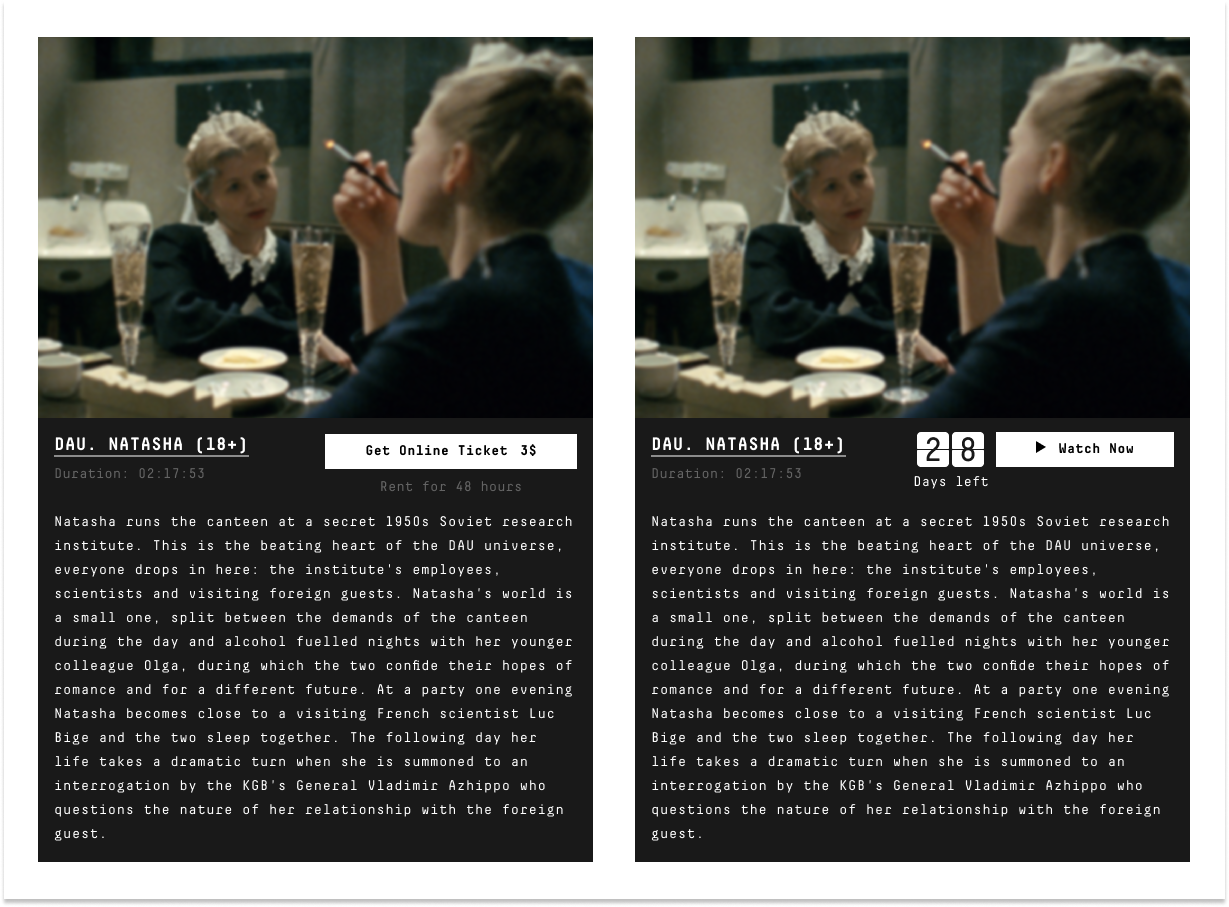 DAU. NATASHA (18+)
Get Online Ticket 3$
Duration: 02:17:53
Rent for 48 hours
Natasha runs the canteen at a secret 1950s Soviet research
institute. This is the beating heart of the DAU universe,
everyone drops in here: the institute's employees,
scientists and visiting foreign guests. Natasha's world is
a small one, split between the demands of the canteen
during the day and alcohol fuelled nights with her younger
colleague Olga, during which the two confide their hopes of
romance and for a different future. At a party one evening
Natasha becomes close to a visiting French scientist Luc
Bige and the two sleep together. The following day her
life takes a dramatic turn when she is summoned to an
interrogation by the KGB's General Vladimir Azhippo who
questions the nature of her relationship with the foreign
guest.
DAU. NATASHA (18+)
28
Watch Now
Duration: 02:17:53
Days left
Natasha runs the canteen at a secret 1950s Soviet research
institute. This is the beating heart of the DAU universe,
everyone drops in here: the institute's employees,
scientists and visiting foreign guests. Natasha's world is
a small one, split between the demands of the canteen
during the day and alcohol fuelled nights with her younger
colleague Olga, during which the two confide their hopes of
romance and for a different future. At a party one evening
Natasha becomes close to a visiting French scientist Luc
Bige and the two sleep together. The following day her
life takes a dramatic turn when she is summoned to an
interrogation by the KGB's General Vladimir Azhippo who
questions the nature of her relationship with the foreign
guest.